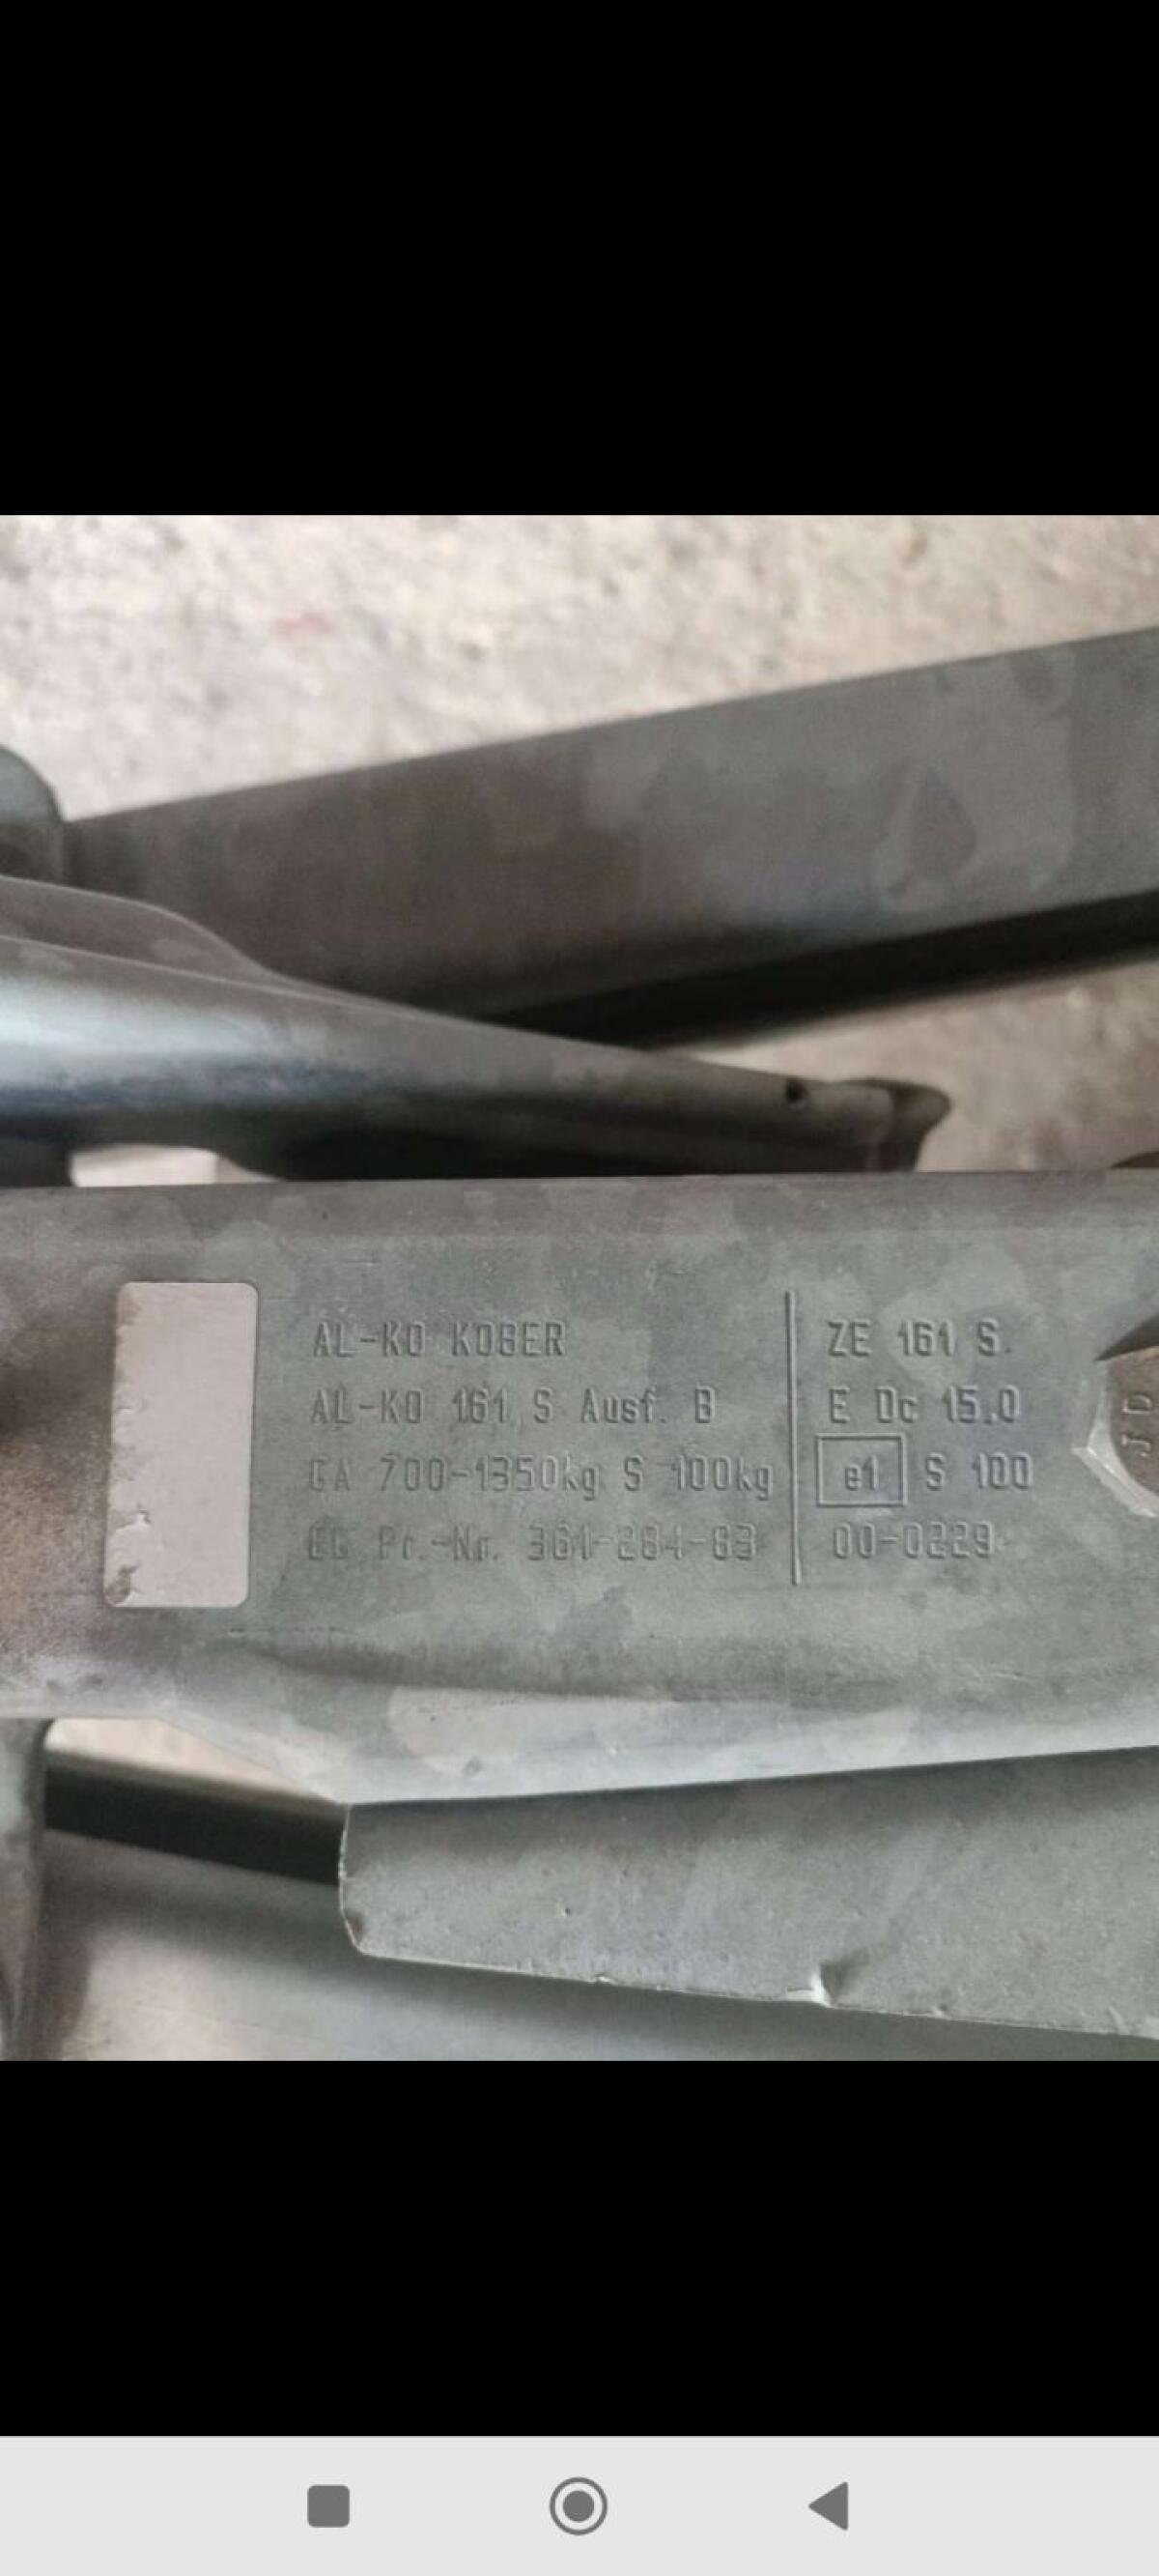 AL-KO KOBER
AL-KO 161 S Ausf. B
GA 700-1350kg S 100kg
EG Pr.-Nr. 361-284-83
ZE 161 S.
E Dc 15.0
e1 S 100
00-0229
JD